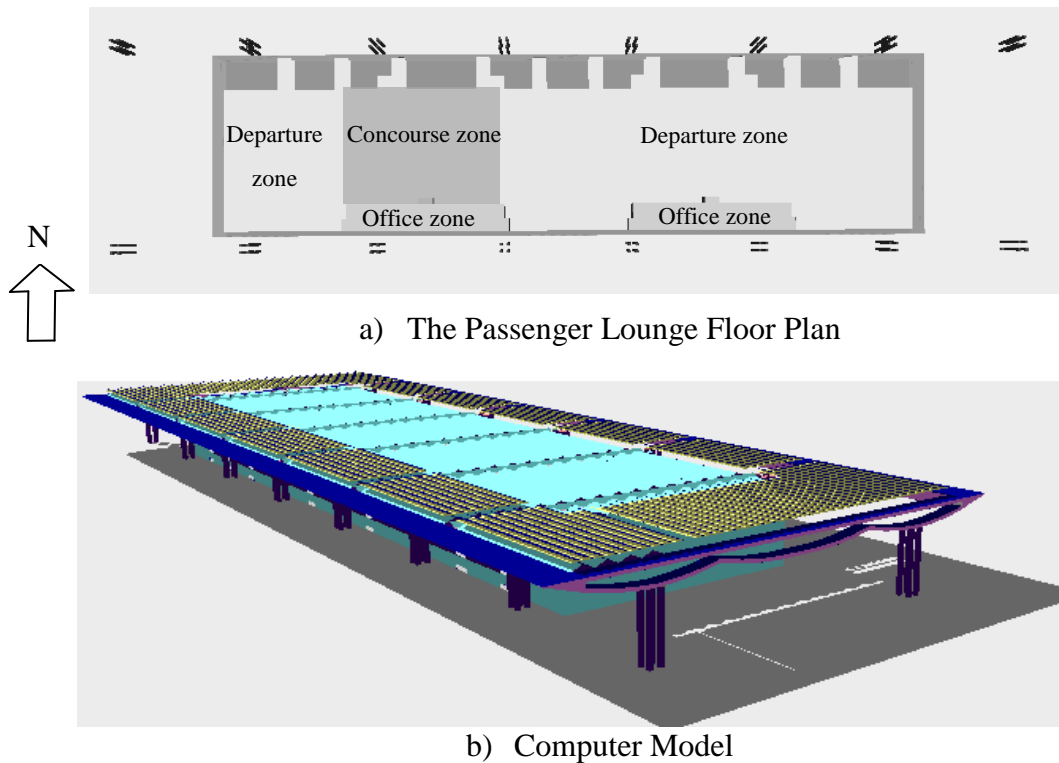 Departure
zone
Concourse zone
Departure zone
Office zone
Office zone
N
a) The Passenger Lounge Floor Plan
b) Computer Model